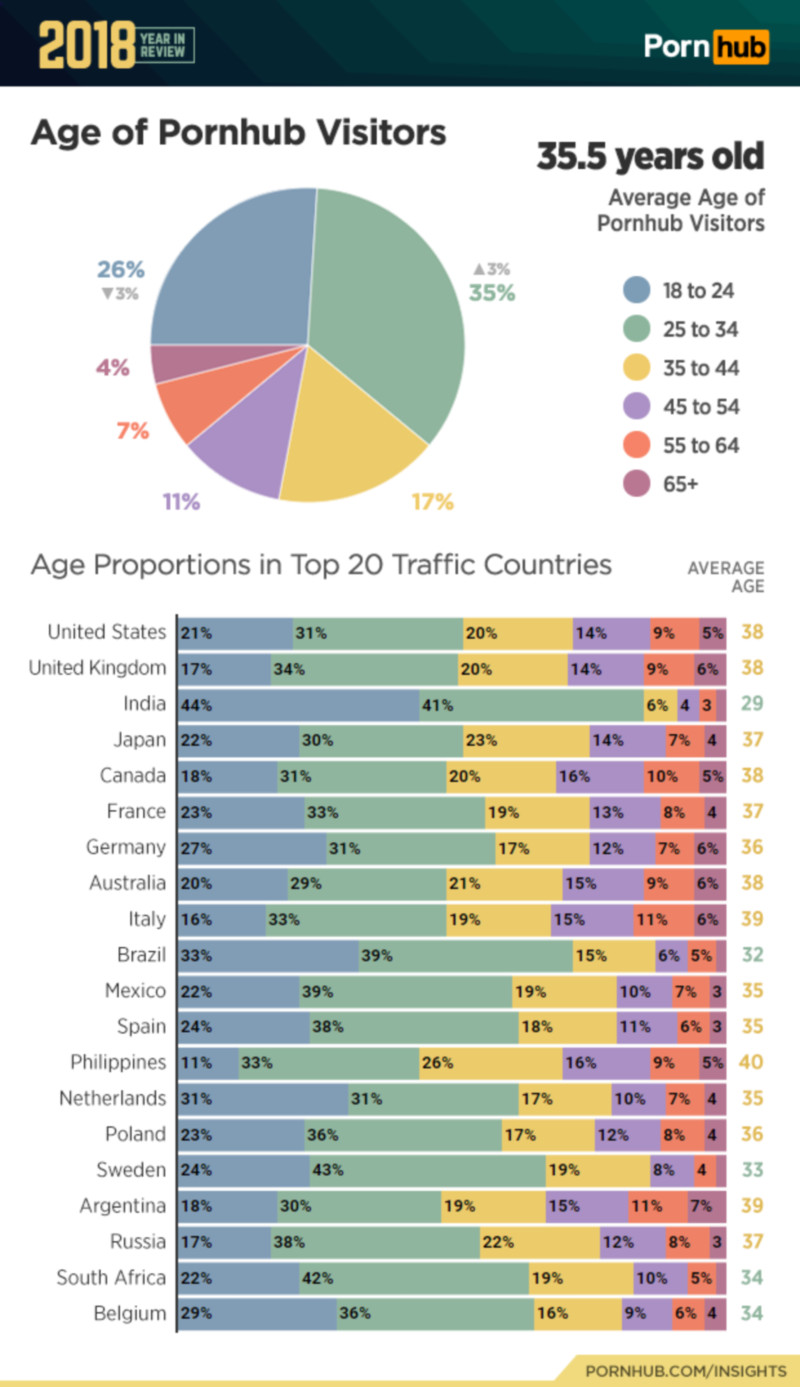 2018 YEAR IN REVIEW
Porn hub
Age of Pornhub Visitors
35.5 years old
Average Age of
Pornhub Visitors
26%
▼3%
▲3%
35%
4%
7%
11%
17%
18 to 24
25 to 34
35 to 44
45 to 54
55 to 64
65+
Age Proportions in Top 20 Traffic Countries
AVERAGE
AGE
United States 21% 31% 20% 14% 9% 5% 38
United Kingdom 17% 34% 20% 14% 9% 6% 38
India 44% 41% 6% 4 3 29
Japan 22% 30% 23% 14% 7% 4 37
Canada 18% 31% 20% 16% 10% 5% 38
France 23% 33% 19% 13% 8% 4 37
Germany 27% 31% 17% 12% 7% 6% 36
Australia 20% 29% 21% 15% 9% 6% 38
Italy 16% 33% 19% 15% 11% 6% 39
Brazil 33% 39% 15% 6% 5% 32
Mexico 22% 39% 19% 10% 7% 3 35
Spain 24% 38% 18% 11% 6% 3 35
Philippines 11% 33% 26% 16% 9% 5% 40
Netherlands 31% 31% 17% 10% 7% 4 35
Poland 23% 36% 17% 12% 8% 4 36
Sweden 24% 43% 19% 8% 4 33
Argentina 18% 30% 19% 15% 11% 7% 39
Russia 17% 38% 22% 12% 8% 3 37
South Africa 22% 42% 19% 10% 5% 34
Belgium 29% 36% 16% 9% 6% 4 34
PORNHUB.COM/INSIGHTS